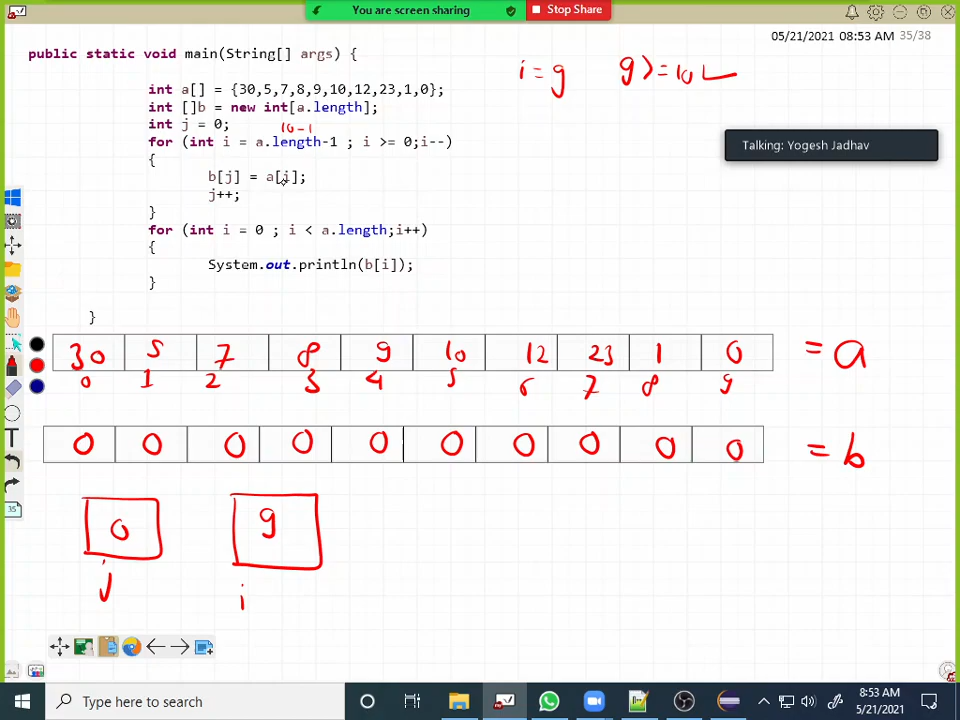 You are screen sharing
Stop Share
05/21/2021 08:53 AM 35/38
public static void main(String[] args) {
i = 9 9 >= 10
int a[] = {30,5,7,8,9,10,12,23,1,0};
int []b = new int[a.length];
int j = 0;
10-1
for (int i = a.length-1 ; i >= 0;i--)
Talking: Yogesh Jadhav
{
b[j] = a[i];
j++;
}
for (int i = 0 ; i < a.length;i++)
{
System.out.println(b[i]);
}
}
30 5 7 8 9 10 12 23 1 0 = a
0 1 2 3 4 5 6 7 8 9
0 0 0 0 0 0 0 0 0 0 = b
0 9
j i
35
Type here to search
8:53 AM
5/21/2021